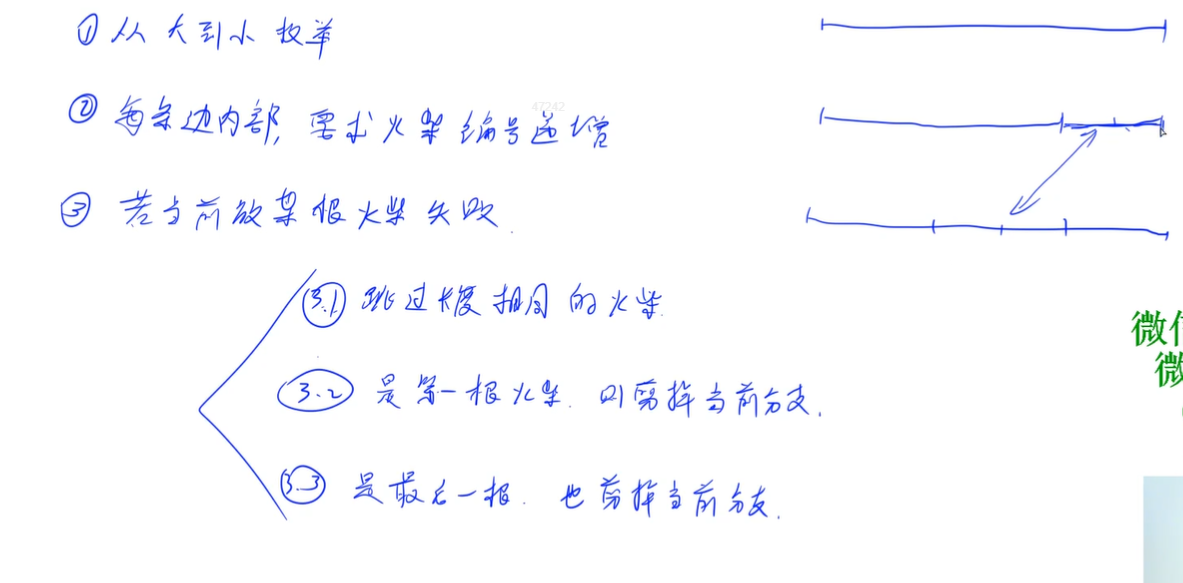 ① 从大到小枚举
② 每条边内部, 要求火柴编号递增
47242
③ 若当前放某根火柴失败.
3.1 跳过长度相同的火柴.
3.2 是第一根火柴. 则剪掉当前分支.
3.3 是最后一根. 也剪掉当前分支.
微信
微